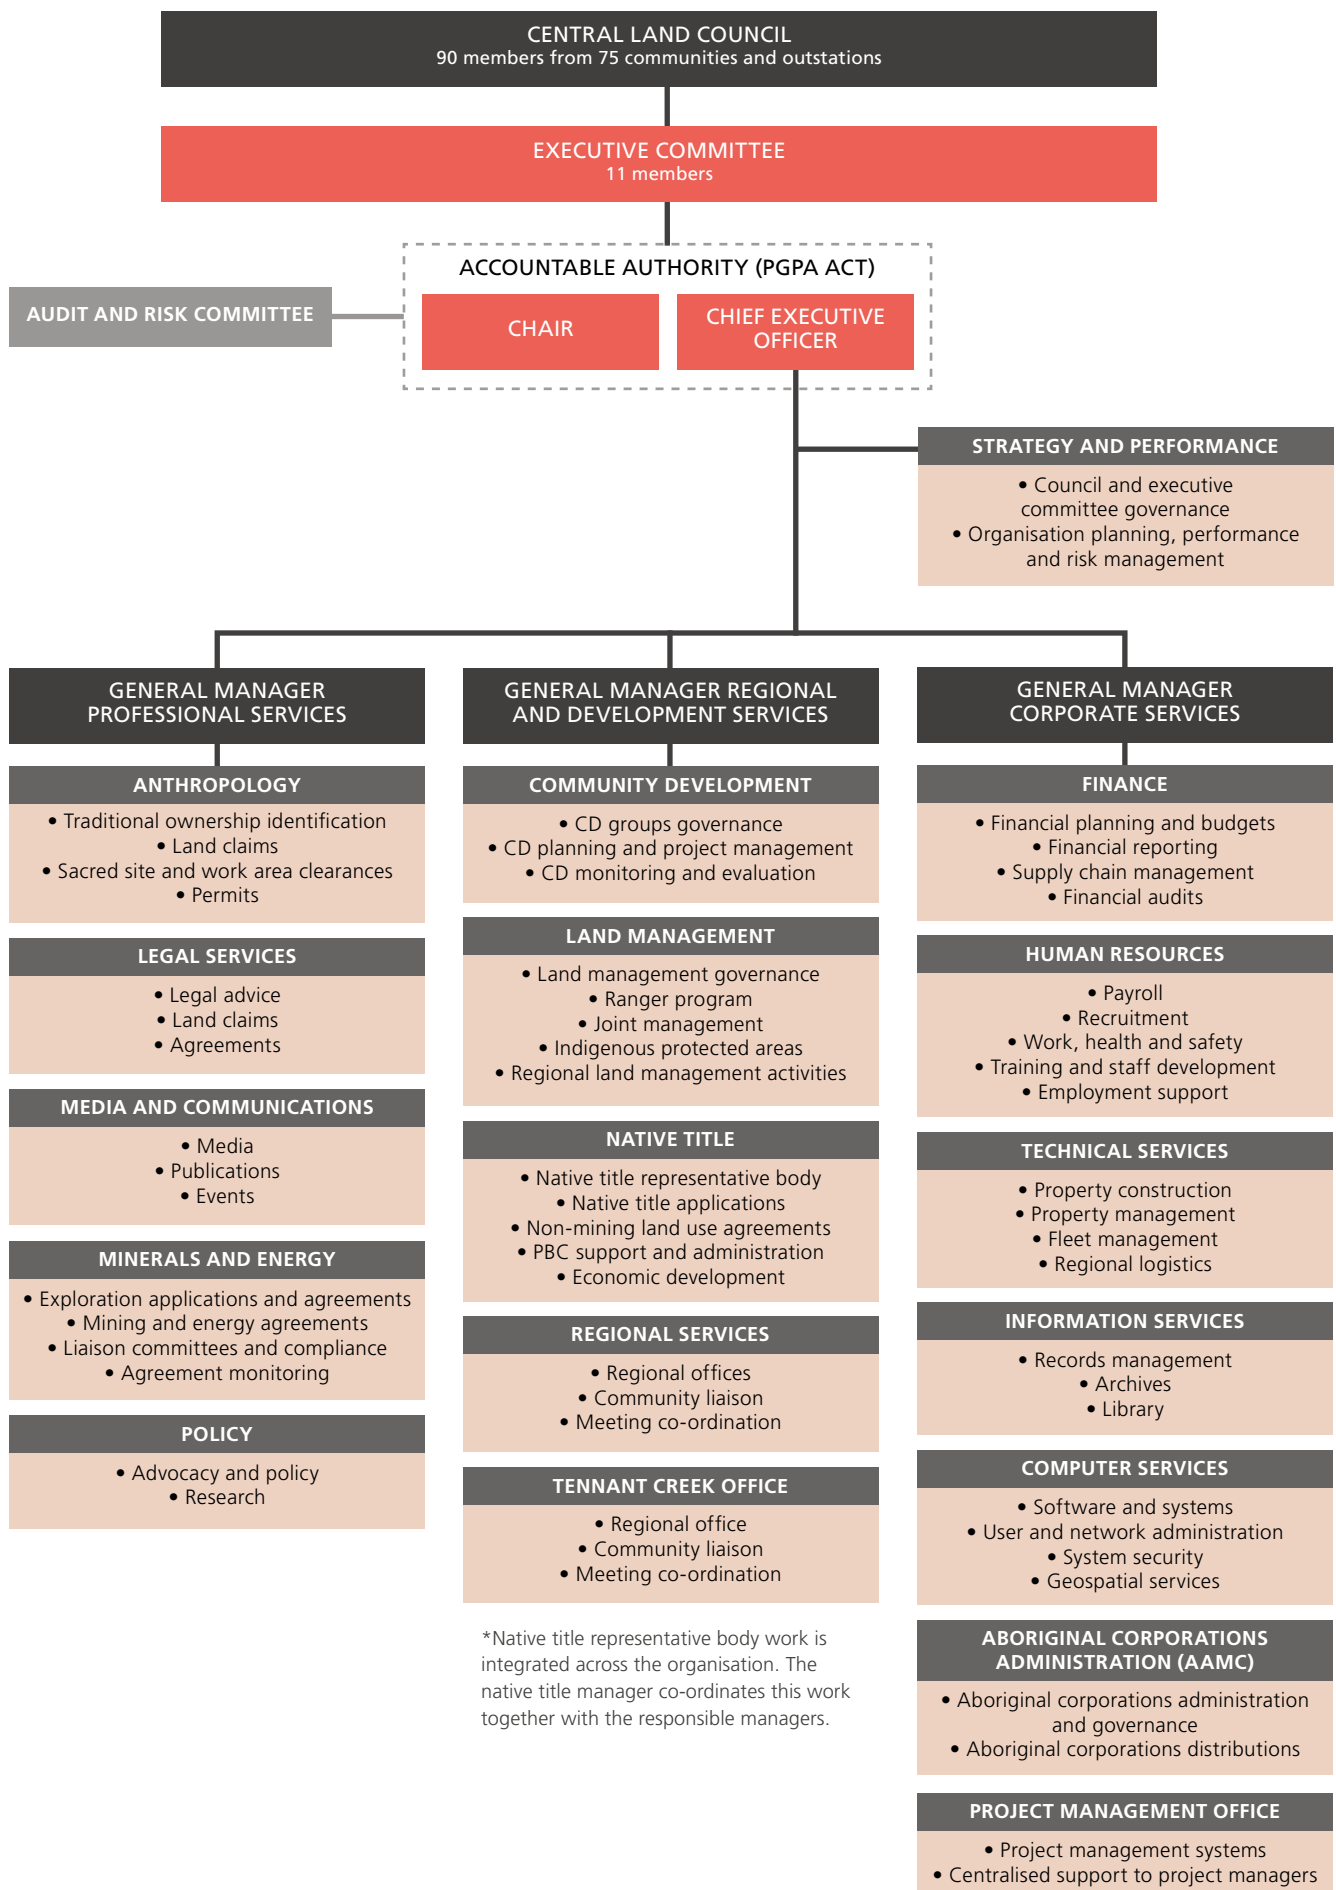 CENTRAL LAND COUNCIL
90 members from 75 communities and outstations
EXECUTIVE COMMITTEE
11 members
ACCOUNTABLE AUTHORITY (PGPA ACT)
AUDIT AND RISK COMMITTEE
CHAIR
CHIEF EXECUTIVE
OFFICER
STRATEGY AND PERFORMANCE
• Council and executive
committee governance
• Organisation planning, performance
and risk management
GENERAL MANAGER
PROFESSIONAL SERVICES
ANTHROPOLOGY
• Traditional ownership identification
• Land claims
• Sacred site and work area clearances
• Permits
LEGAL SERVICES
• Legal advice
• Land claims
• Agreements
MEDIA AND COMMUNICATIONS
• Media
• Publications
• Events
MINERALS AND ENERGY
• Exploration applications and agreements
• Mining and energy agreements
• Liaison committees and compliance
• Agreement monitoring
POLICY
• Advocacy and policy
• Research
GENERAL MANAGER REGIONAL
AND DEVELOPMENT SERVICES
COMMUNITY DEVELOPMENT
• CD groups governance
• CD planning and project management
• CD monitoring and evaluation
LAND MANAGEMENT
• Land management governance
• Ranger program
• Joint management
• Indigenous protected areas
• Regional land management activities
NATIVE TITLE
• Native title representative body
• Native title applications
• Non-mining land use agreements
• PBC support and administration
• Economic development
REGIONAL SERVICES
• Regional offices
• Community liaison
• Meeting co-ordination
TENNANT CREEK OFFICE
• Regional office
• Community liaison
• Meeting co-ordination
*Native title representative body work is
integrated across the organisation. The
native title manager co-ordinates this work
together with the responsible managers.
GENERAL MANAGER
CORPORATE SERVICES
FINANCE
• Financial planning and budgets
• Financial reporting
• Supply chain management
• Financial audits
HUMAN RESOURCES
• Payroll
• Recruitment
• Work, health and safety
• Training and staff development
• Employment support
TECHNICAL SERVICES
• Property construction
• Property management
• Fleet management
• Regional logistics
INFORMATION SERVICES
• Records management
• Archives
• Library
COMPUTER SERVICES
• Software and systems
• User and network administration
• System security
• Geospatial services
ABORIGINAL CORPORATIONS
ADMINISTRATION (AAMC)
• Aboriginal corporations administration
and governance
• Aboriginal corporations distributions
PROJECT MANAGEMENT OFFICE
• Project management systems
• Centralised support to project managers